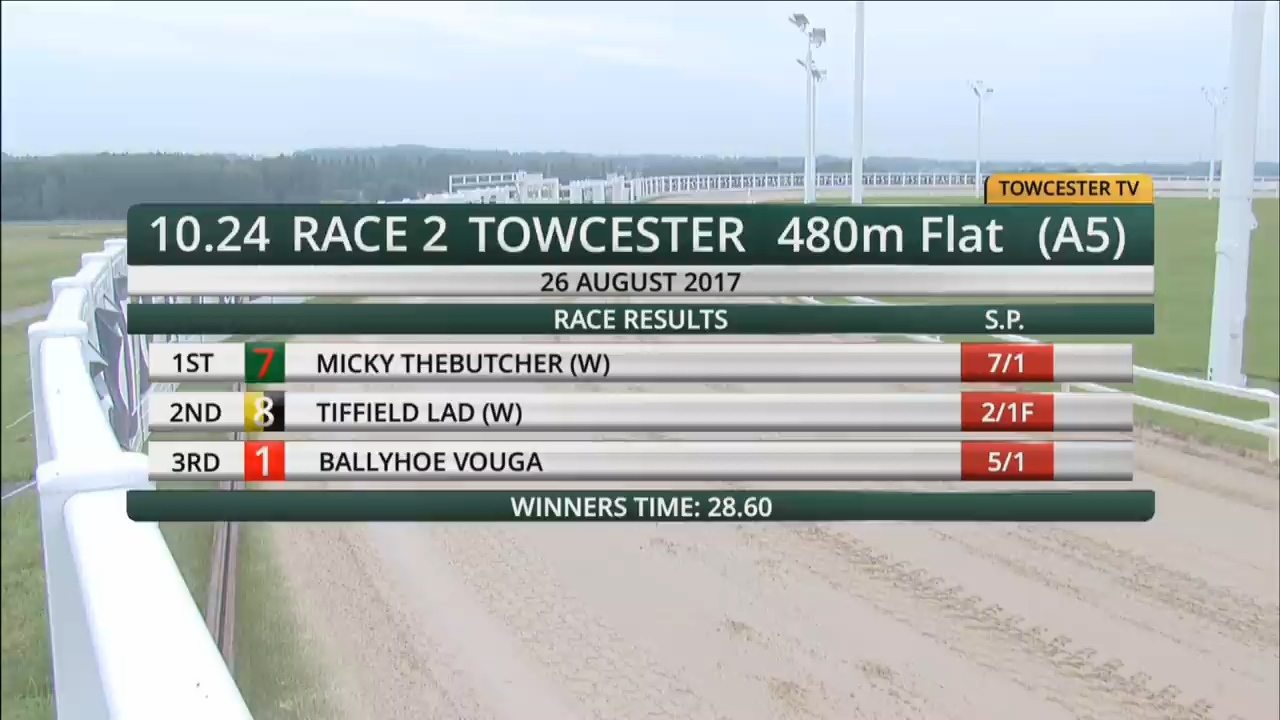 TOWCESTER TV
10.24 RACE 2 TOWCESTER 480m Flat (A5)
26 AUGUST 2017
RACE RESULTS S.P.
1ST 7 MICKY THEBUTCHER (W) 7/1
2ND 8 TIFFIELD LAD (W) 2/1F
3RD 1 BALLYHOE VOUGA 5/1
WINNERS TIME: 28.60